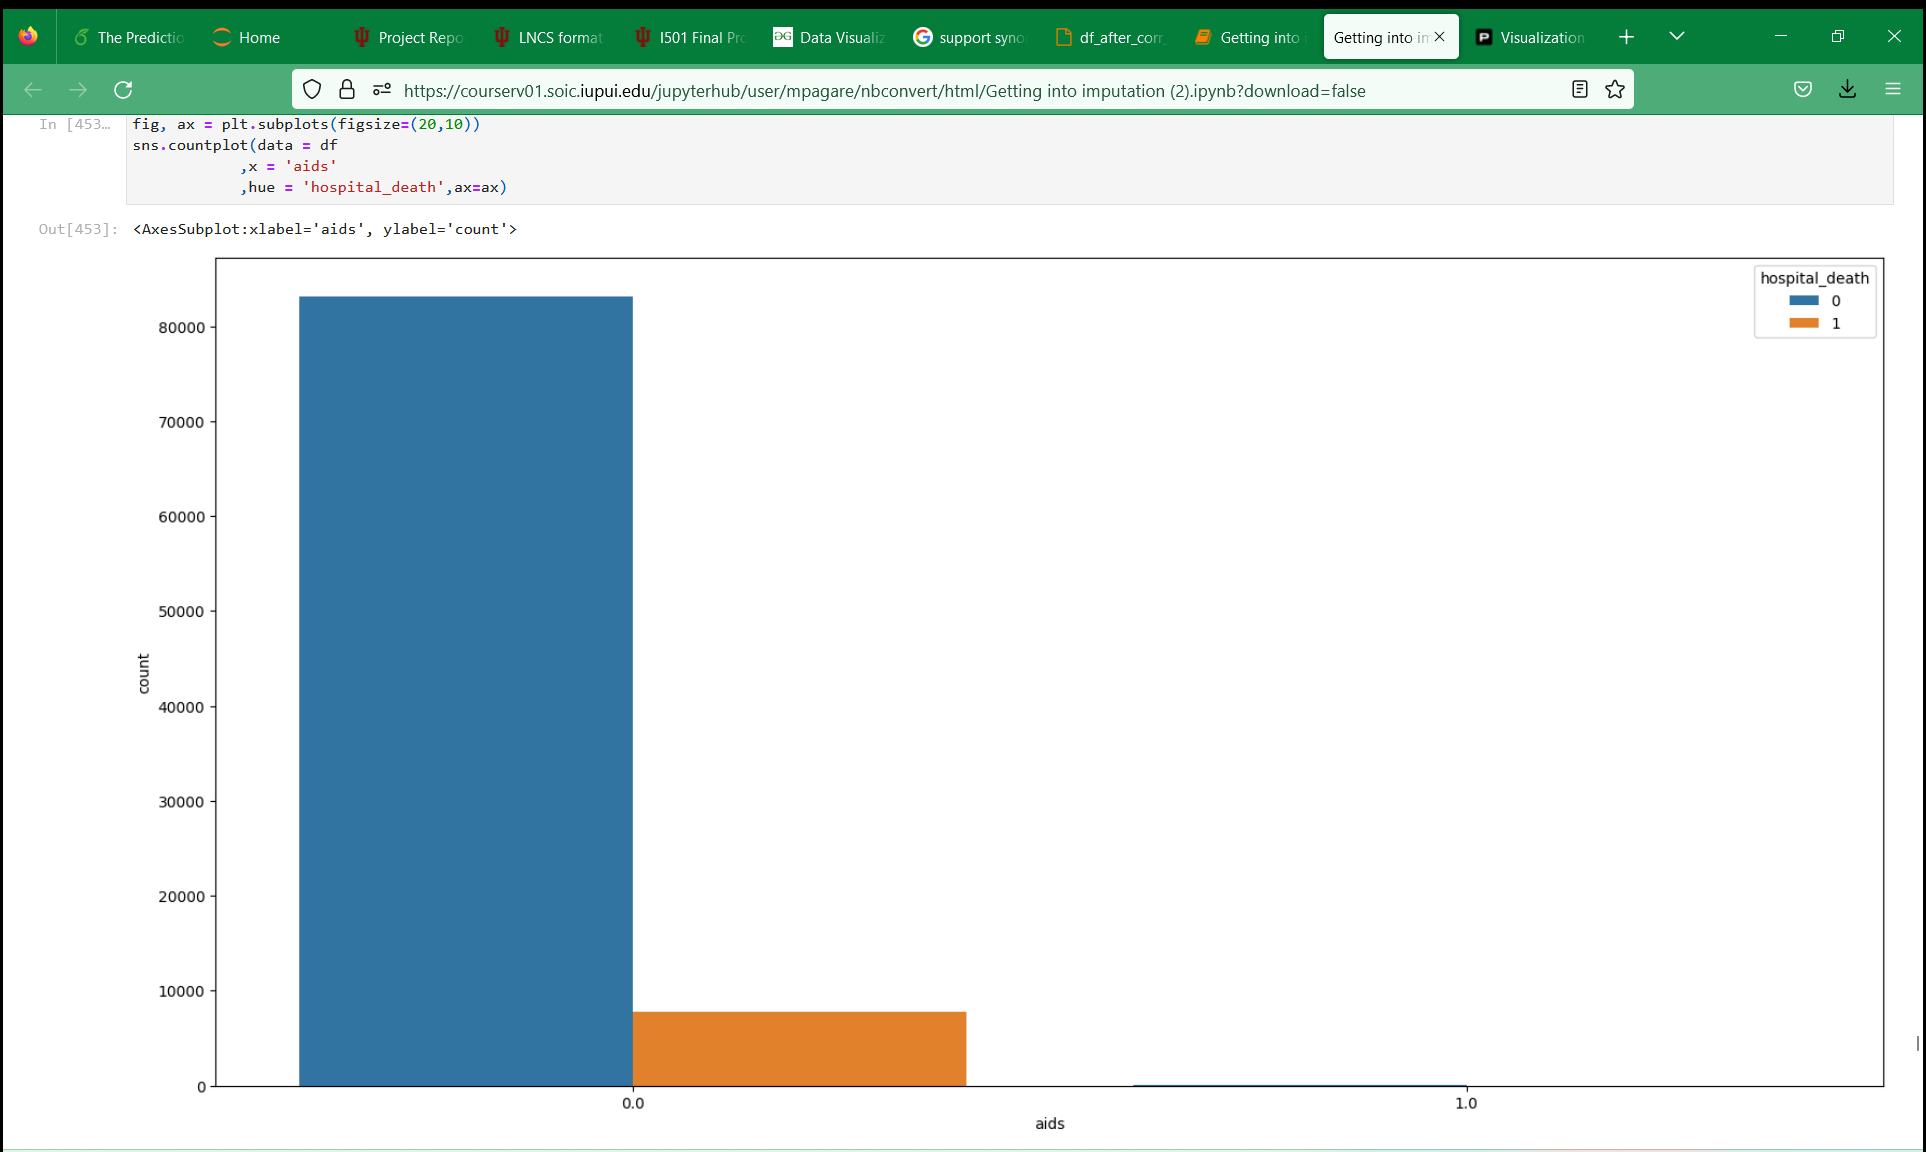 The Predictio
Home
Project Repo
LNCS format
I501 Final Pro
Data Visualiz
support syno
df_after_corr
Getting into i
Getting into im
Visualization
https://courserv01.soic.iupui.edu/jupyterhub/user/mpagare/nbconvert/html/Getting into imputation (2).ipynb?download=false
In [453…
fig, ax = plt.subplots(figsize=(20,10))
sns.countplot(data = df
,x = 'aids'
,hue = 'hospital_death',ax=ax)
Out[453]:
<AxesSubplot:xlabel='aids', ylabel='count'>
hospital_death
0
1
80000
70000
60000
50000
40000
30000
20000
10000
0
count
0.0
1.0
aids